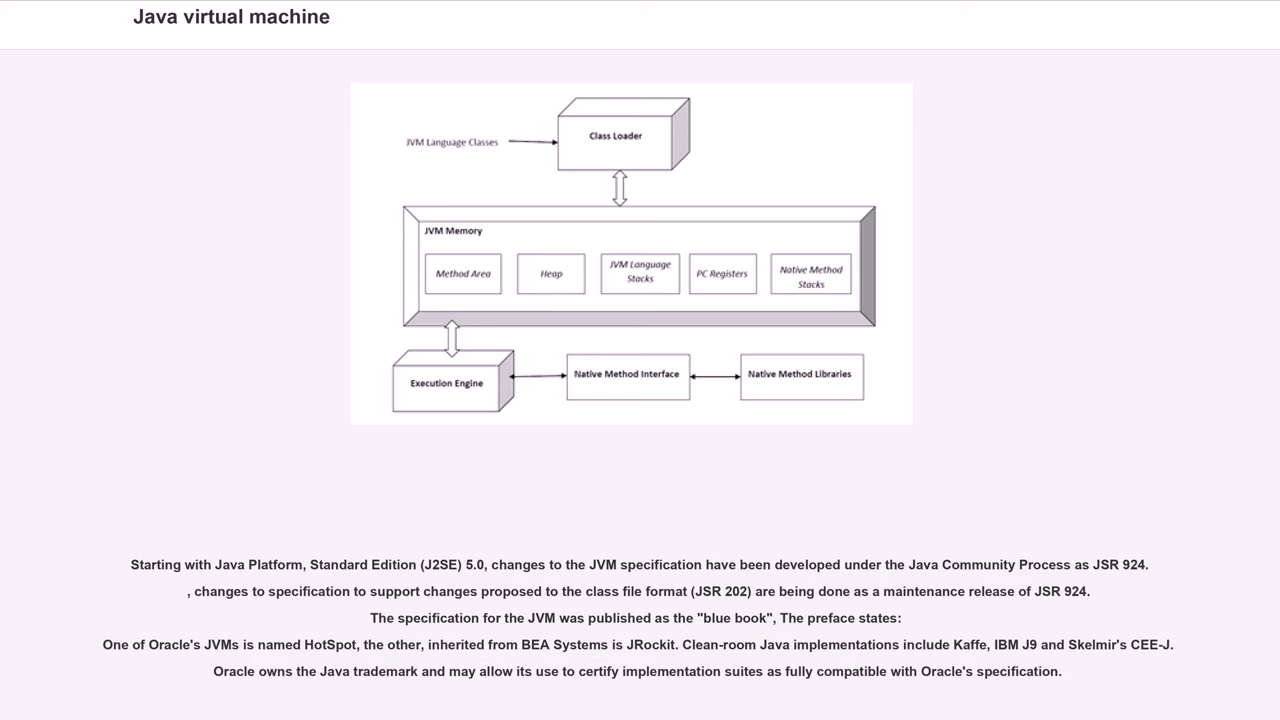 Java virtual machine
Class Loader
JVM Language Classes
JVM Memory
Method Area
Heap
JVM Language
Stacks
PC Registers
Native Method
Stacks
Execution Engine
Native Method Interface
Native Method Libraries
Starting with Java Platform, Standard Edition (J2SE) 5.0, changes to the JVM specification have been developed under the Java Community Process as JSR 924.
, changes to specification to support changes proposed to the class file format (JSR 202) are being done as a maintenance release of JSR 924.
The specification for the JVM was published as the "blue book", The preface states:
One of Oracle's JVMs is named HotSpot, the other, inherited from BEA Systems is JRockit. Clean-room Java implementations include Kaffe, IBM J9 and Skelmir's CEE-J.
Oracle owns the Java trademark and may allow its use to certify implementation suites as fully compatible with Oracle's specification.